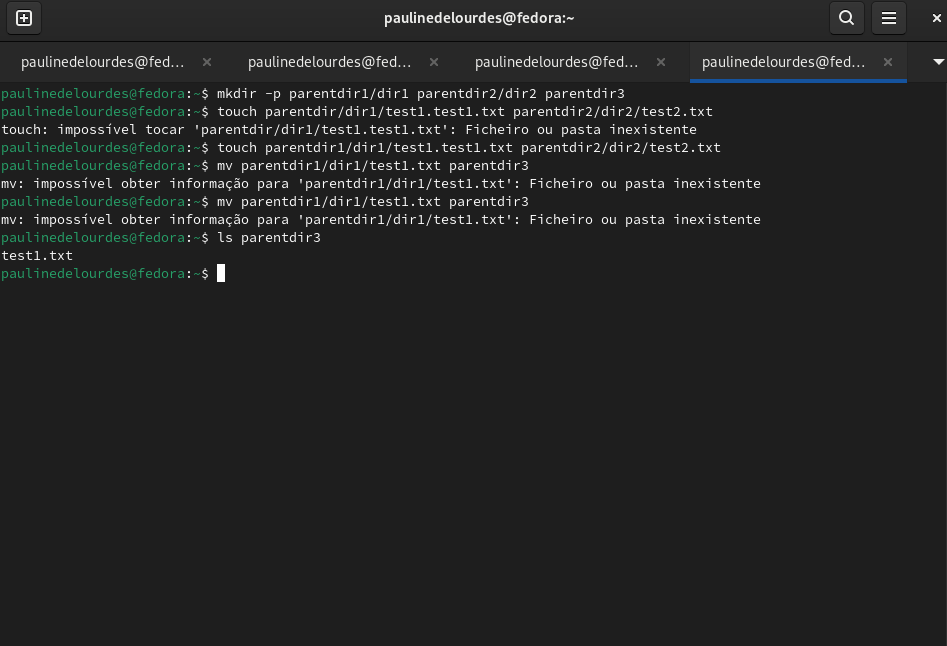 paulinedelourdes@fedora:~
paulinedelourdes@fed... × paulinedelourdes@fed... × paulinedelourdes@fed... × paulinedelourdes@fed... ×
paulinedelourdes@fedora:~$ mkdir -p parentdir1/dir1 parentdir2/dir2 parentdir3
paulinedelourdes@fedora:~$ touch parentdir/dir1/test1.test1.txt parentdir2/dir2/test2.txt
touch: impossível tocar 'parentdir/dir1/test1.test1.txt': Ficheiro ou pasta inexistente
paulinedelourdes@fedora:~$ touch parentdir1/dir1/test1.test1.txt parentdir2/dir2/test2.txt
paulinedelourdes@fedora:~$ mv parentdir1/dir1/test1.txt parentdir3
mv: impossível obter informação para 'parentdir1/dir1/test1.txt': Ficheiro ou pasta inexistente
paulinedelourdes@fedora:~$ mv parentdir1/dir1/test1.txt parentdir3
mv: impossível obter informação para 'parentdir1/dir1/test1.txt': Ficheiro ou pasta inexistente
paulinedelourdes@fedora:~$ ls parentdir3
test1.txt
paulinedelourdes@fedora:~$